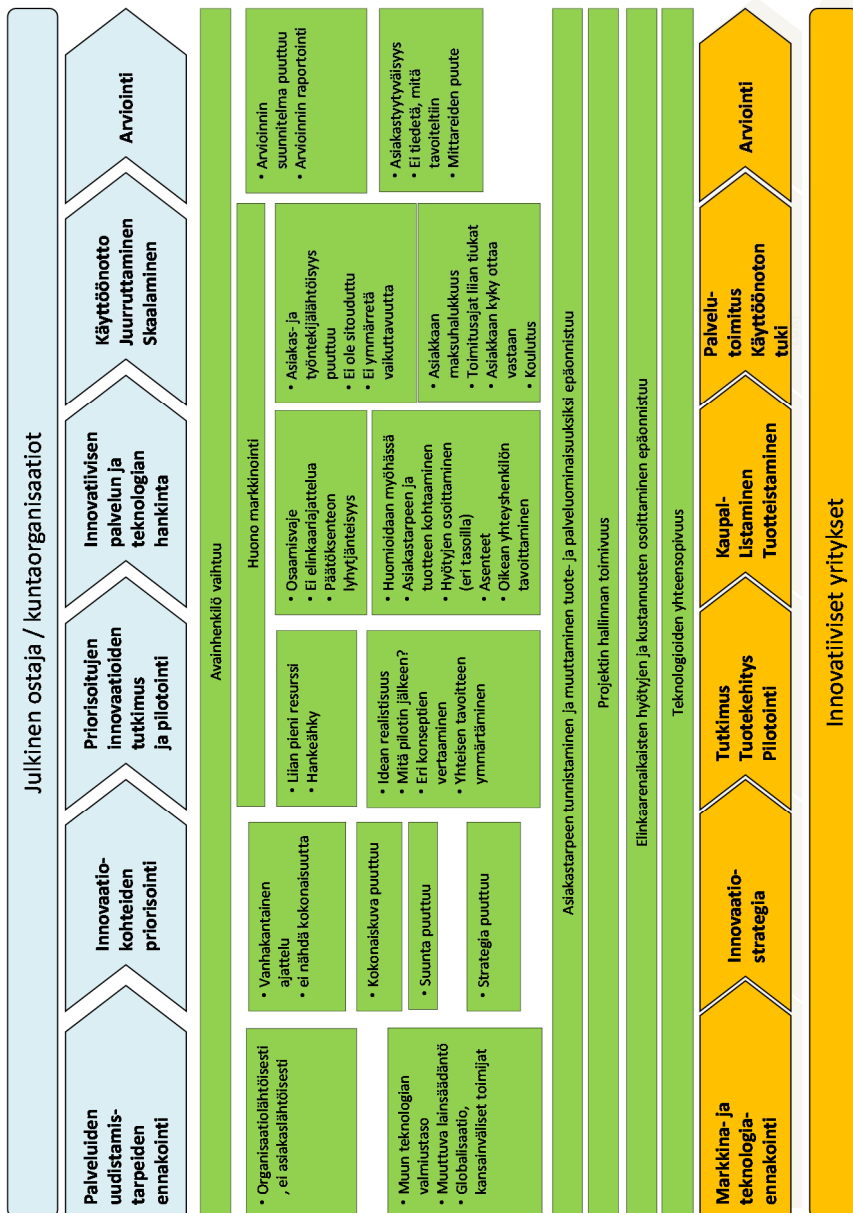 Julkinen ostaja / kuntaorganisaatiot
Palveluiden
uudistamis-
tarpeiden
ennakointi
Innovaatio-
kohteiden
priorisointi
Priorisoitujen
innovaatioiden
tutkimus
ja pilotointi
Innovatiivisen
palvelun ja
teknologian
hankinta
Käyttöönotto
Juurruttaminen
Skaalaminen
Arviointi
Avainhenkilö vaihtuu
Huono markkinointi
• Organisaatiolähtöisesti
, ei asiakaslähtöisesti
• Muun teknologian
valmiustaso
• Muuttuva lainsäädäntö
• Globalisaatio,
kansainväliset toimijat
• Vanhakantainen
ajattelu
• ei nähdä kokonaisuutta
• Kokonaiskuva puuttuu
• Suunta puuttuu
• Strategia puuttuu
• Liian pieni resurssi
• Hankeähky
• Idean realistisuus
• Mitä pilotin jälkeen?
• Eri konseptien
vertaaminen
• Yhteisen tavoitteen
ymmärtäminen
• Osaamisvaje
• Ei elinkaariajattelua
• Päätöksenteon
lyhytjänteisyys
• Huomioidaan myöhässä
• Asiakastarpeen ja
tuotteen kohtaaminen
• Hyötyjen osoittaminen
(eri tasoilla)
• Asenteet
• Oikean yhteyshenkilön
tavoittaminen
• Asiakas- ja
työntekijälähtöisyys
puuttuu
• Ei ole sitouduttu
• Ei ymmärretä
vaikuttavuutta
• Asiakkaan
maksuhalukkuus
• Toimitusajat liian tiukat
• Asiakkaan kyky ottaa
vastaan
• Koulutus
• Arvioinnin
suunnitelma puuttuu
• Arvioinnin raportointi
• Asiakastyytyväisyys
• Ei tiedetä, mitä
tavoiteltiin
• Mittareiden puute
Asiakastarpeen tunnistaminen ja muuttaminen tuote- ja palveluominaisuuksiksi epäonnistuu
Projektin hallinnan toimivuus
Elinkaarenaikaisten hyötyjen ja kustannusten osoittaminen epäonnistuu
Teknologioiden yhteensopivuus
Markkina- ja
teknologia-
ennakointi
Innovaatio-
strategia
Tutkimus
Tuotekehitys
Pilotointi
Kaupal-
Listaminen
Tuotteistaminen
Palvelu-
toimitus
Käyttöönoton
tuki
Arviointi
Innovatiiviset yritykset